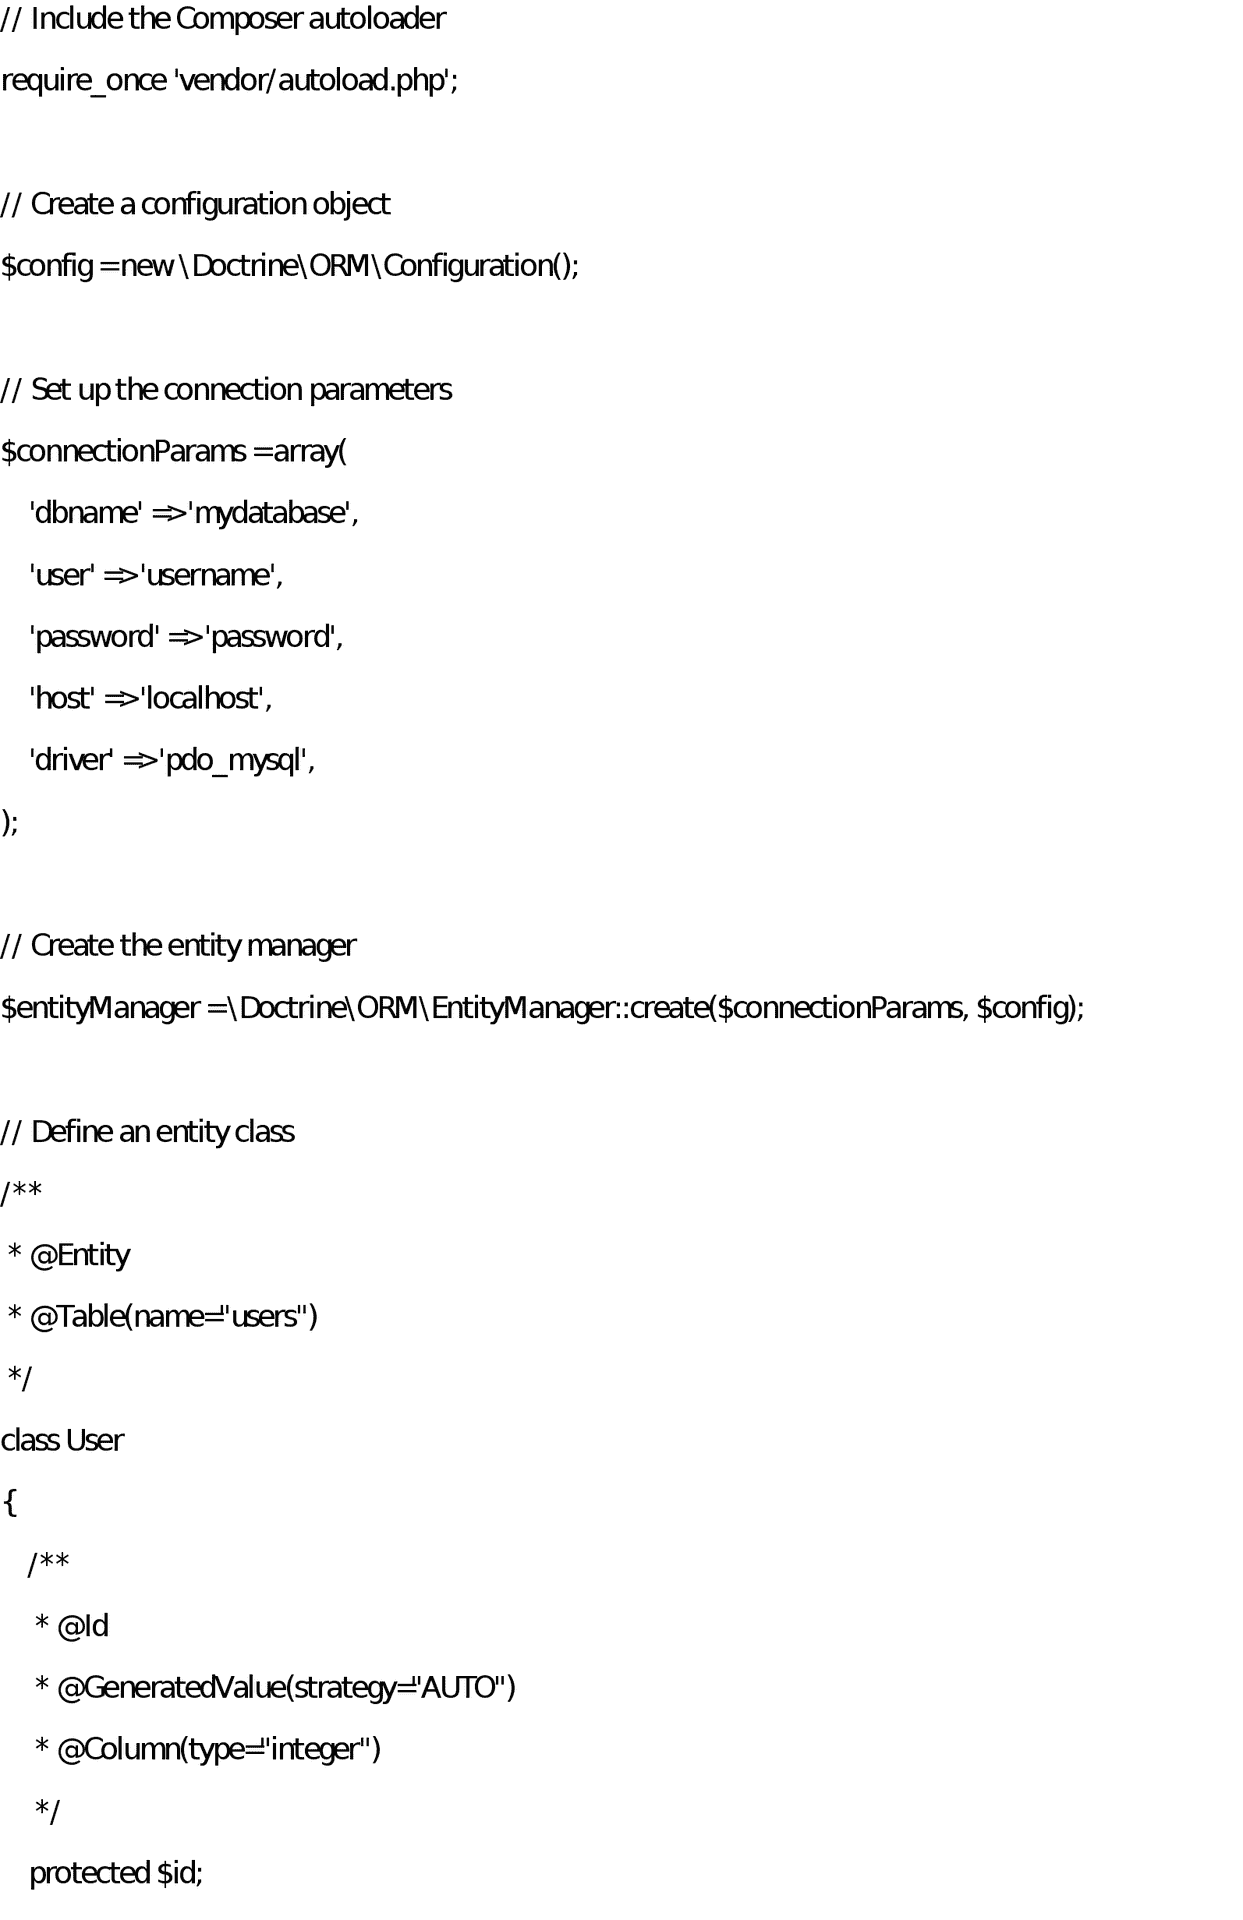 // Include the Composer autoloader
require_once 'vendor/autoload.php';
// Create a configuration object
$config = new \Doctrine\ORM\Configuration();
// Set up the connection parameters
$connectionParams = array(
'dbname' => 'mydatabase',
'user' => 'username',
'password' => 'password',
'host' => 'localhost',
'driver' => 'pdo_mysql',
);
// Create the entity manager
$entityManager = \Doctrine\ORM\EntityManager::create($connectionParams, $config);
// Define an entity class
/**
* @Entity
* @Table(name="users")
*/
class User
{
/**
* @Id
* @GeneratedValue(strategy="AUTO")
* @Column(type="integer")
*/
protected $id;